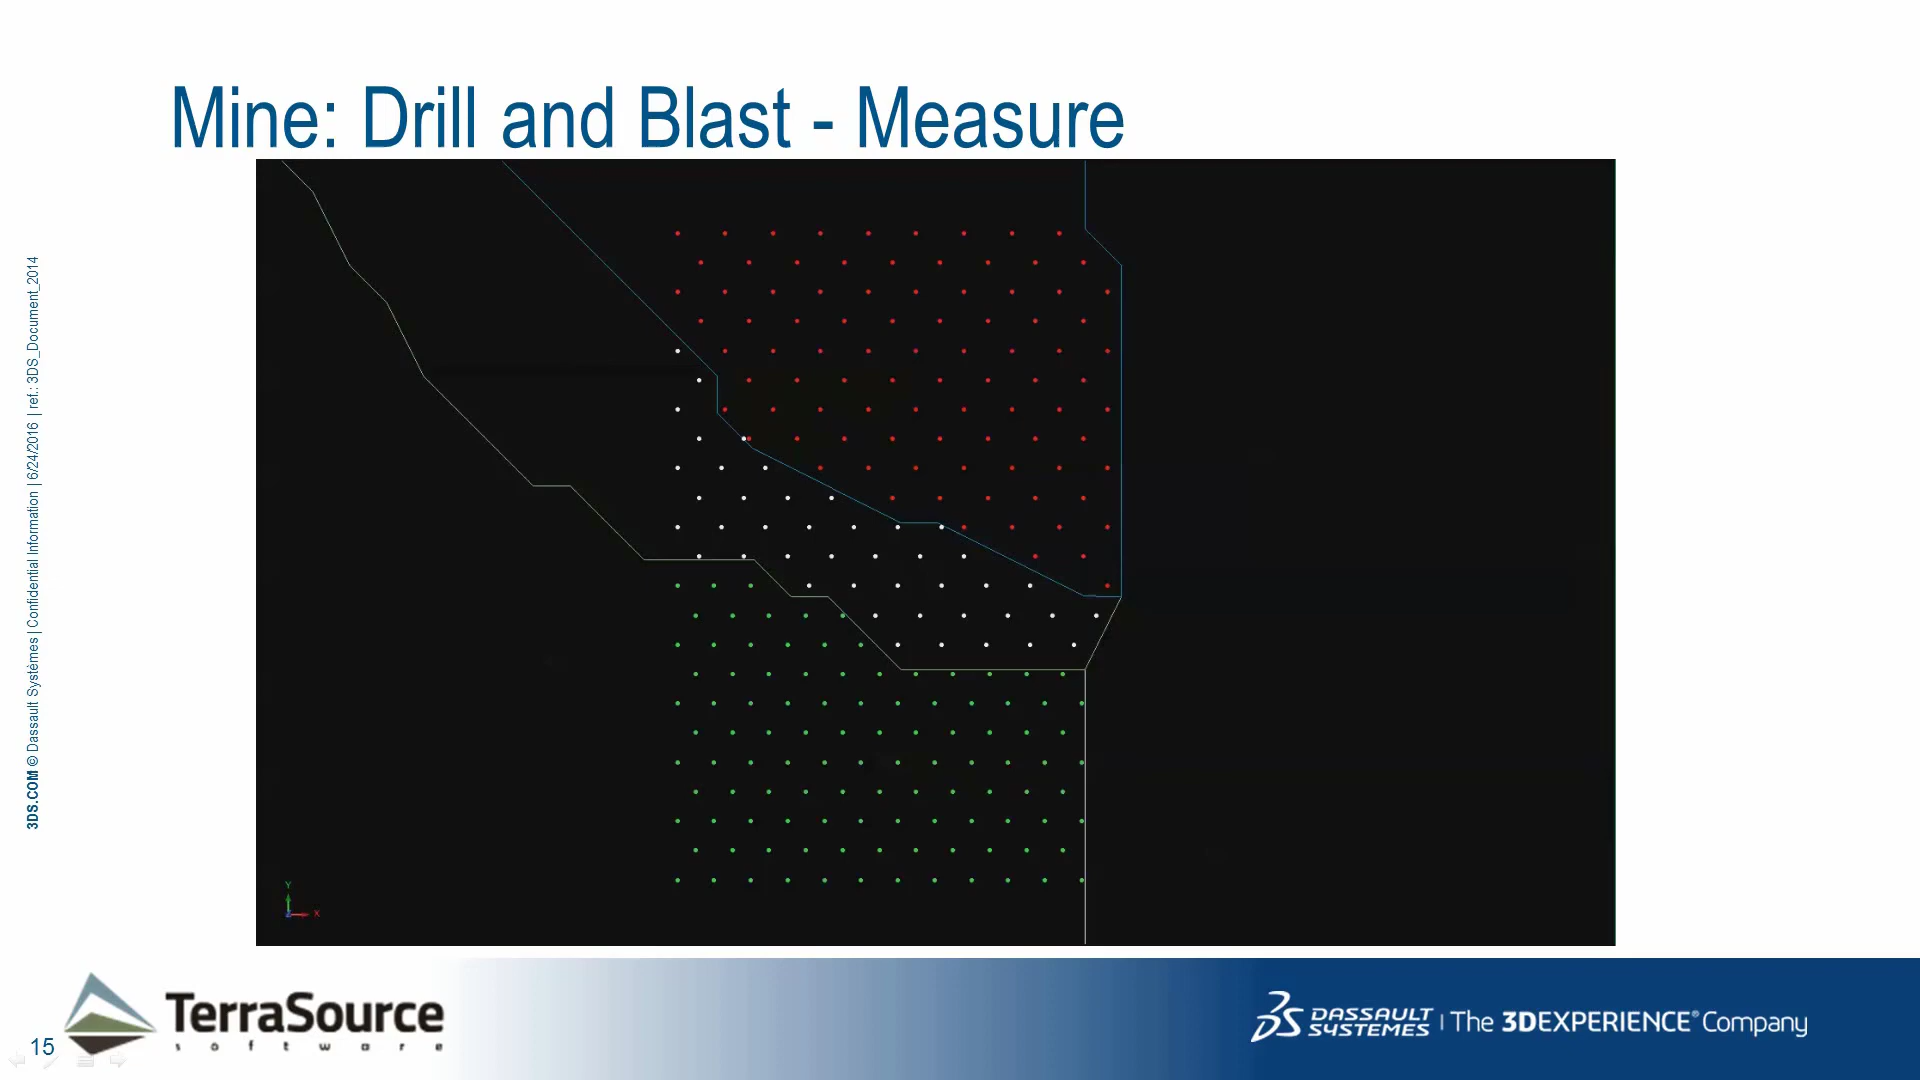 Mine: Drill and Blast - Measure
3DS.COM © Dassault Systèmes | Confidential Information | 6/24/2016 | ref.: 3DS_Document_2014
Y
X
15
TerraSource
software
DASSAULT SYSTEMES | The 3DEXPERIENCE® Company